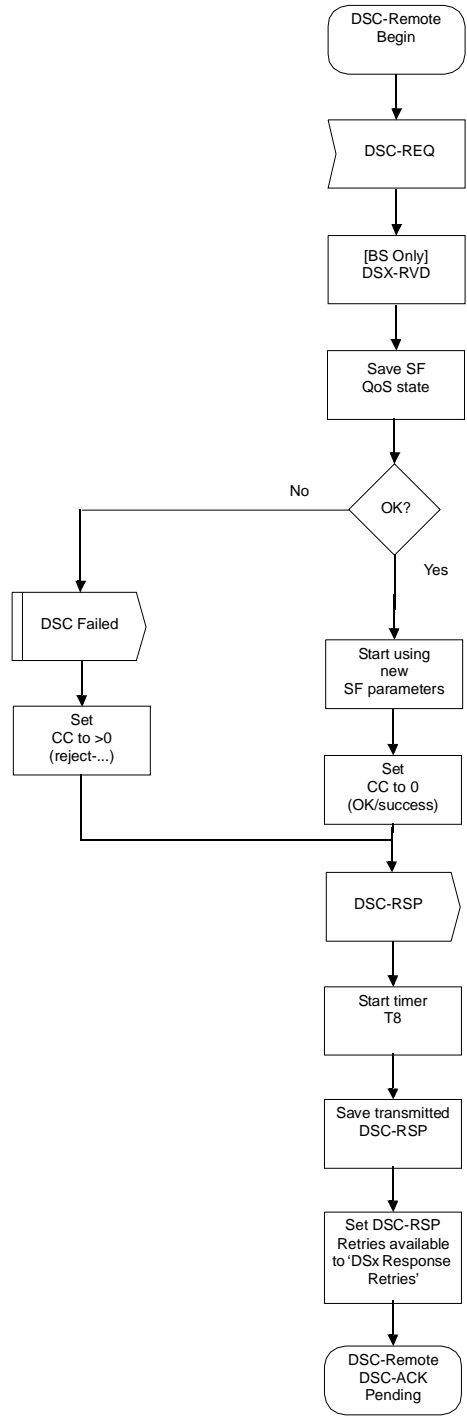 DSC-Remote
Begin
DSC-REQ
[BS Only]
DSX-RVD
Save SF
QoS state
OK?
No
Yes
DSC Failed
Set
CC to >0
(reject-...)
Start using
new
SF parameters
Set
CC to 0
(OK/success)
DSC-RSP
Start timer
T8
Save transmitted
DSC-RSP
Set DSC-RSP
Retries available
to ‘DSx Response
Retries’
DSC-Remote
DSC-ACK
Pending